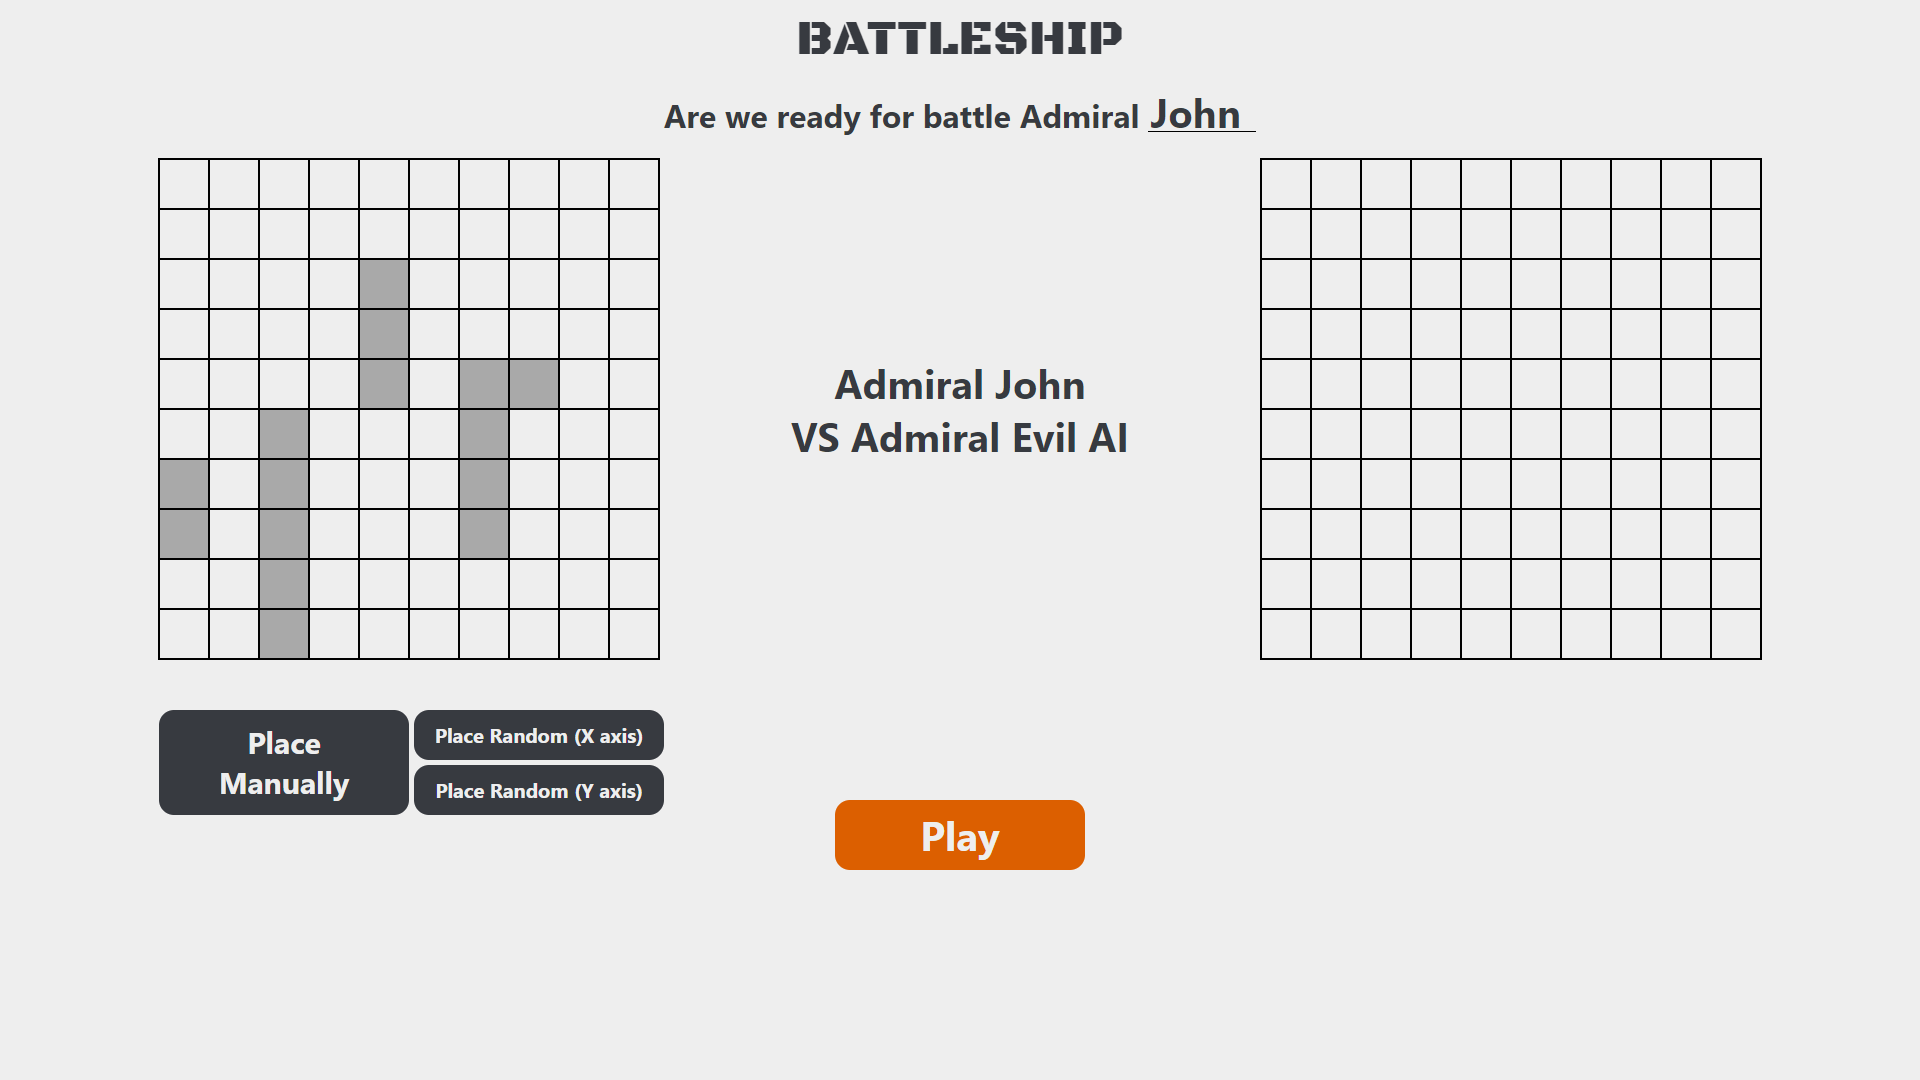 BATTLESHIP
Are we ready for battle Admiral John
Admiral John
VS Admiral Evil AI
Place
Manually
Place Random (X axis)
Place Random (Y axis)
Play